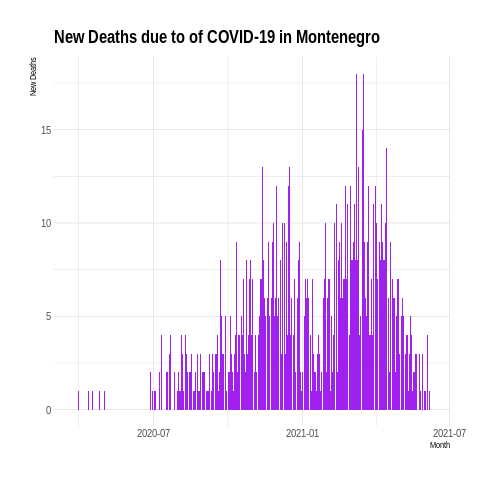 New Deaths due to of COVID-19 in Montenegro
New Deaths
15
10
5
0
2020-07
2021-01
2021-07
Month